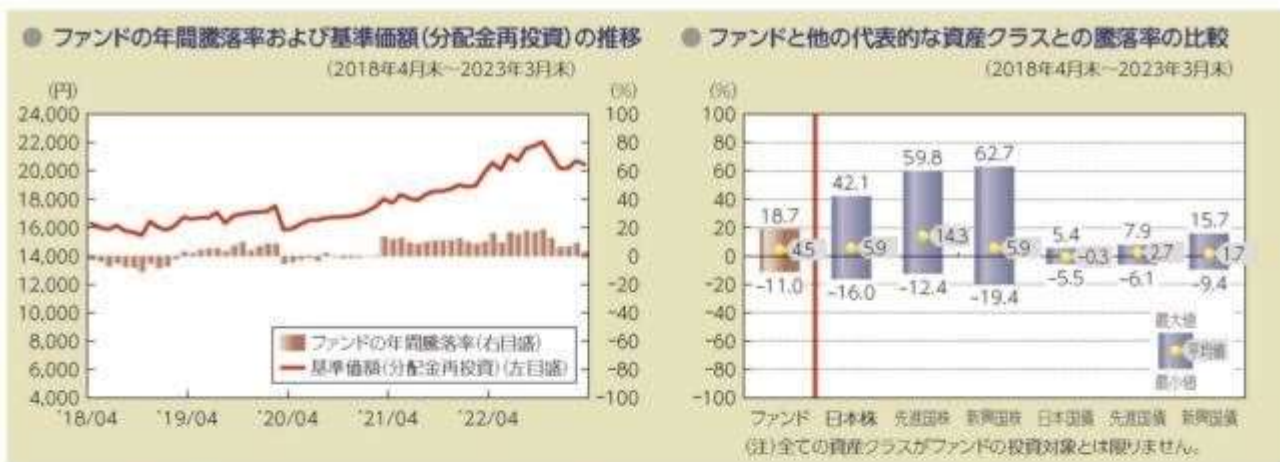 ● ファンドの年間騰落率および基準価額(分配金再投資)の推移
(2018年4月末~2023年3月末)
(円)
(%)
24,000
22,000
20,000
18,000
16,000
14,000
12,000
10,000
8,000
6,000
4,000
100
80
60
40
20
0
-20
-40
-60
-80
-100
ファンドの年間騰落率(右目盛)
基準価額(分配金再投資)(左目盛)
'18/04 '19/04 '20/04 '21/04 '22/04
● ファンドと他の代表的な資産クラスとの騰落率の比較
(2018年4月末~2023年3月末)
(%)
100
80
60
40
20
0
-20
-40
-60
-80
-100
18.7 42.1 59.8 62.7 5.4 7.9 15.7
4.5 5.9 14.3 5.9 -0.3 2.7 1.7
-11.0 -16.0 -12.4 -19.4 -5.5 -6.1 -9.4
最大値
平均値
最小値
ファンド 日本株 先進国株 新興国株 日本国債 先進国債 新興国債
(注)全ての資産クラスがファンドの投資対象とは限りません。